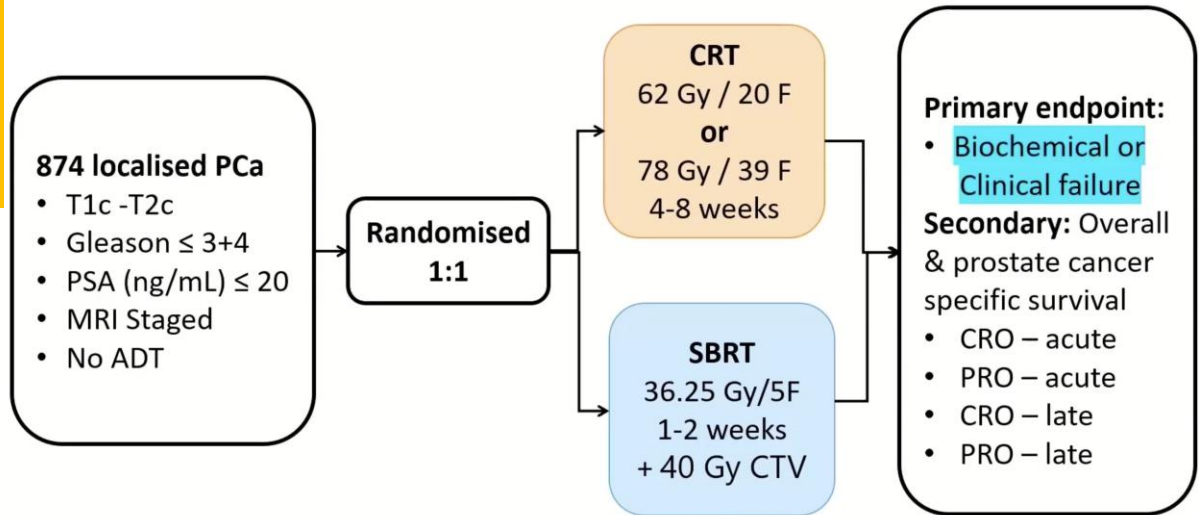 874 localised PCa
• T1c -T2c
• Gleason ≤ 3+4
• PSA (ng/mL) ≤ 20
• MRI Staged
• No ADT
Randomised
1:1
CRT
62 Gy / 20 F
or
78 Gy / 39 F
4-8 weeks
SBRT
36.25 Gy/5F
1-2 weeks
+ 40 Gy CTV
Primary endpoint:
• Biochemical or
Clinical failure
Secondary: Overall
& prostate cancer
specific survival
• CRO – acute
• PRO – acute
• CRO – late
• PRO – late